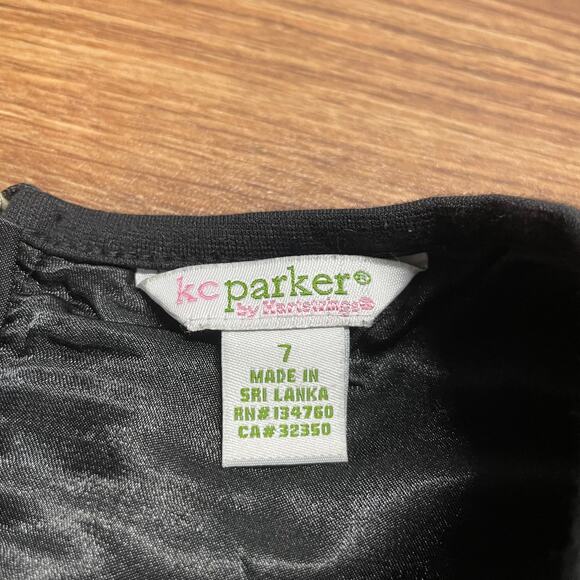 kc parker®
by Hartstrings®
7
MADE IN
SRI LANKA
RN# 134760
CA# 32350